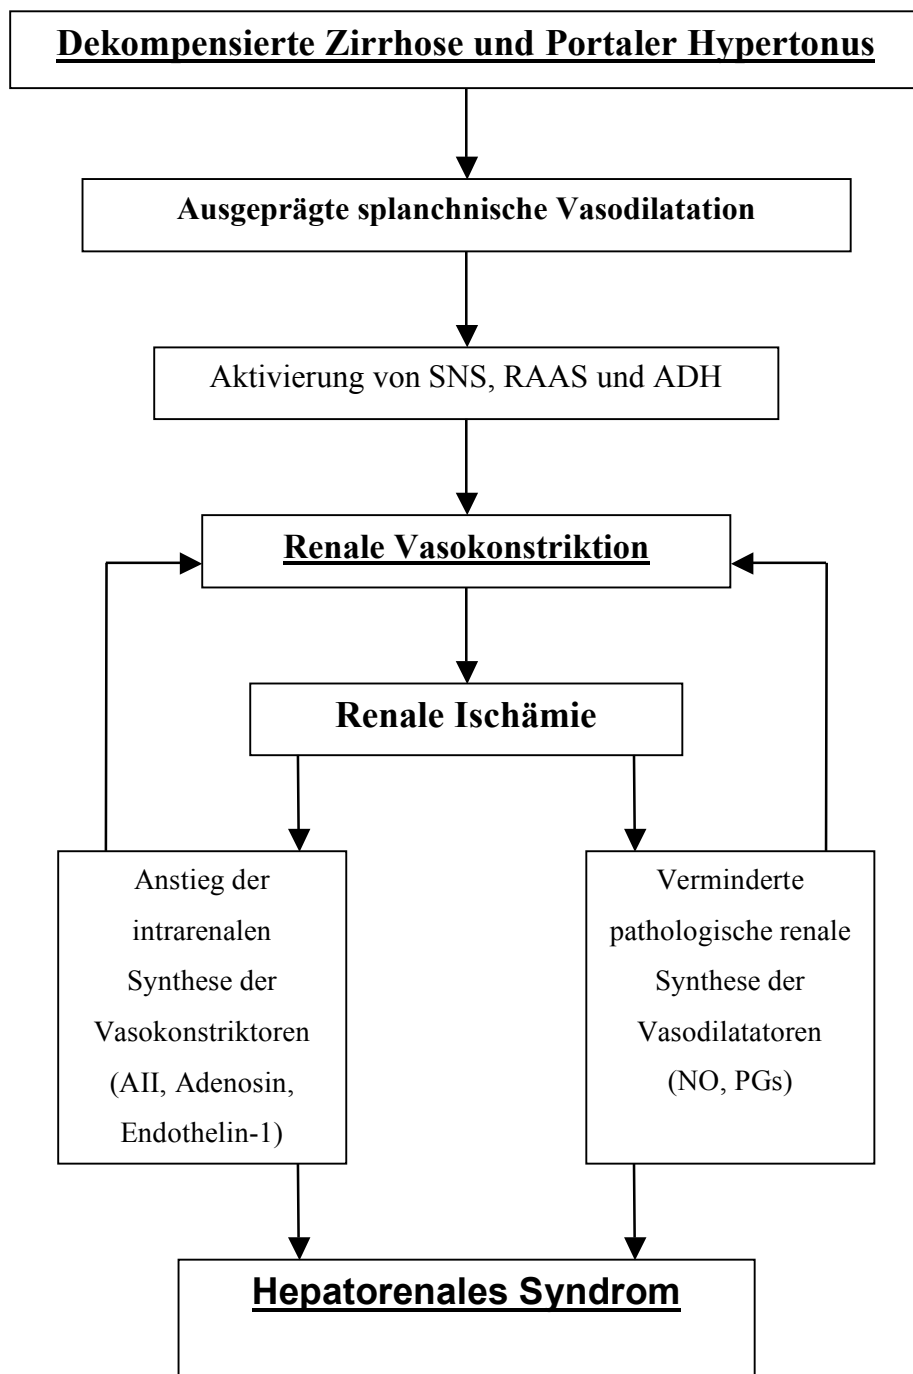 Dekompensierte Zirrhose und Portaler Hypertonus
Ausgeprägte splanchnische Vasodilatation
Aktivierung von SNS, RAAS und ADH
Renale Vasokonstriktion
Renale Ischämie
Anstieg der
intrarenalen
Synthese der
Vasokonstriktoren
(AII, Adenosin,
Endothelin-1)
Verminderte
pathologische renale
Synthese der
Vasodilatatoren
(NO, PGs)
Hepatorenales Syndrom